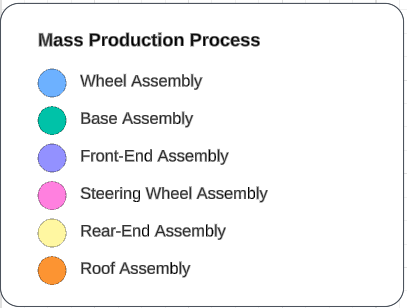 Mass Production Process
Wheel Assembly
Base Assembly
Front-End Assembly
Steering Wheel Assembly
Rear-End Assembly
Roof Assembly